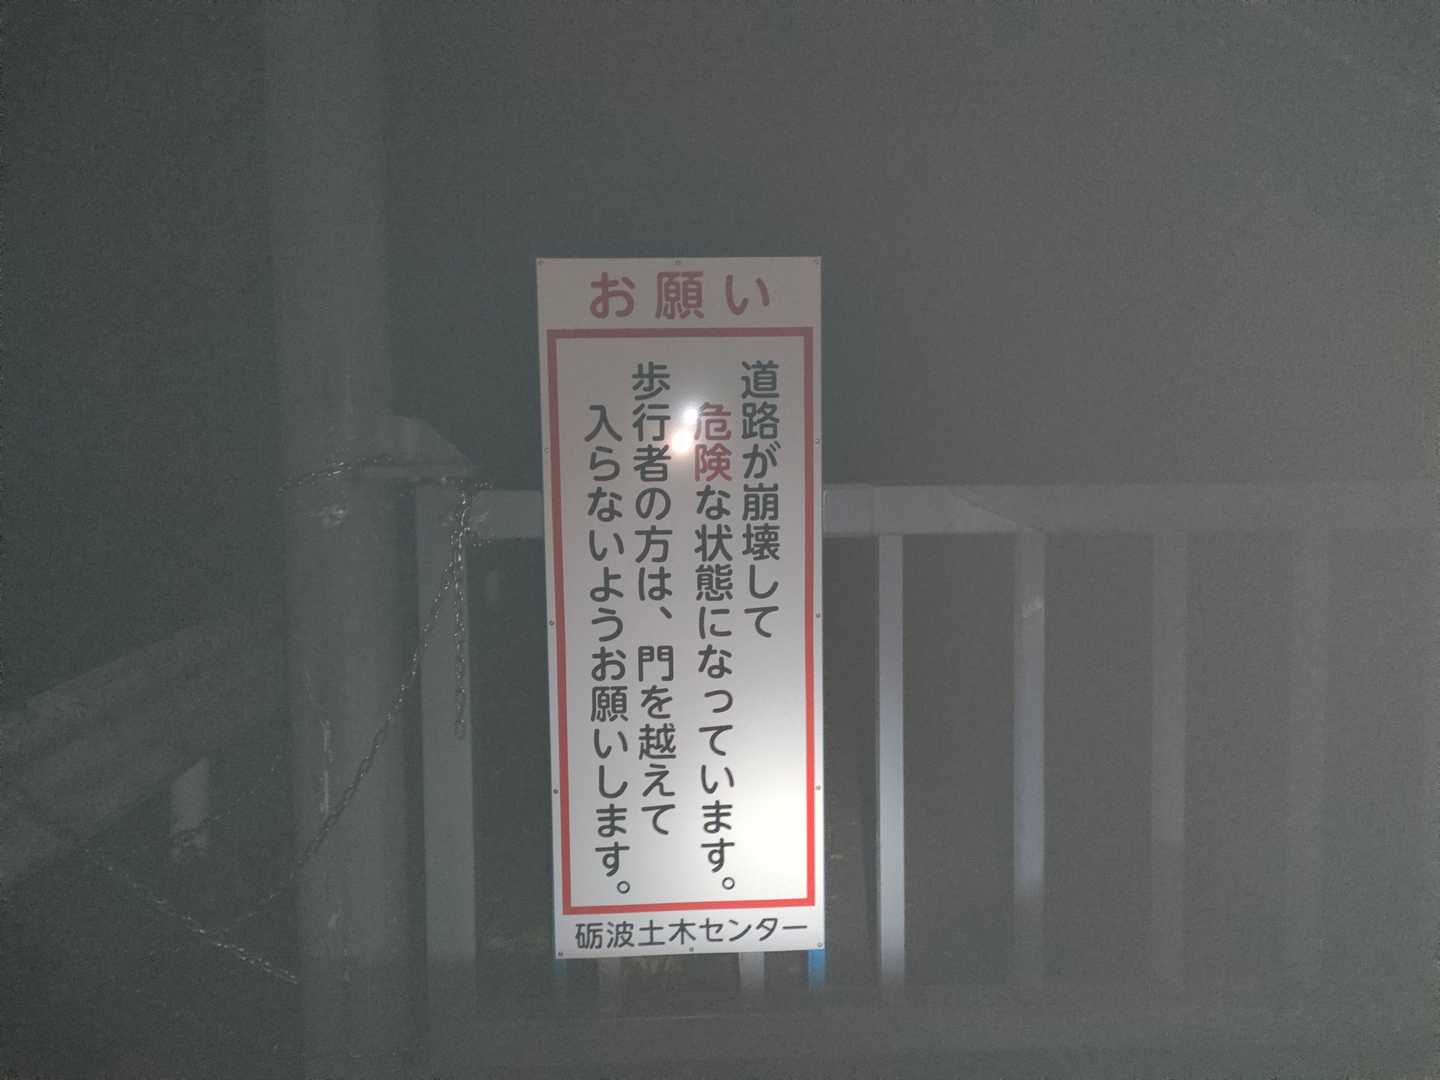 お願い
道路が崩壊して
危険な状態になっています。
歩行者の方は、門を越えて
入らないようお願いします。
砺波土木センター